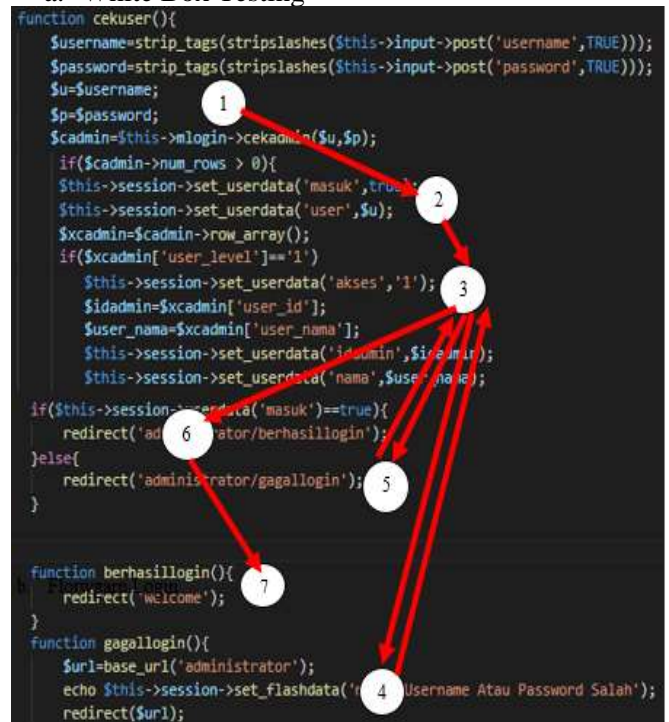 a. White Box Testing
function cekuser(){
$username=strip_tags(stripslashes($this->input->post('username',TRUE)));
$password=strip_tags(stripslashes($this->input->post('password',TRUE)));
$u=$username;
1
$p=$password;
$cadmin=$this->mlogin->cekadmin($u,$p);
if($cadmin->num_rows > 0){
$this->session->set_userdata('masuk',true);
2
$this->session->set_userdata('user',$u);
$xcadmin=$cadmin->row_array();
if($xcadmin['user_level']=='1')
$this->session->set_userdata('akses','1');
3
$idadmin=$xcadmin['user_id'];
$user_nama=$xcadmin['user_nama'];
$this->session->set_userdata('idadmin',$idadmin);
$this->session->set_userdata('nama',$user_nama);
if($this->session->userdata('masuk')==true){
6
redirect('administrator/berhasillogin');
}else{
redirect('administrator/gagallogin');
5
}
function berhasillogin(){
7
redirect('welcome');
}
function gagallogin(){
$url=base_url('administrator');
echo $this->session->set_flashdata(' Username Atau Password Salah');
4
redirect($url);